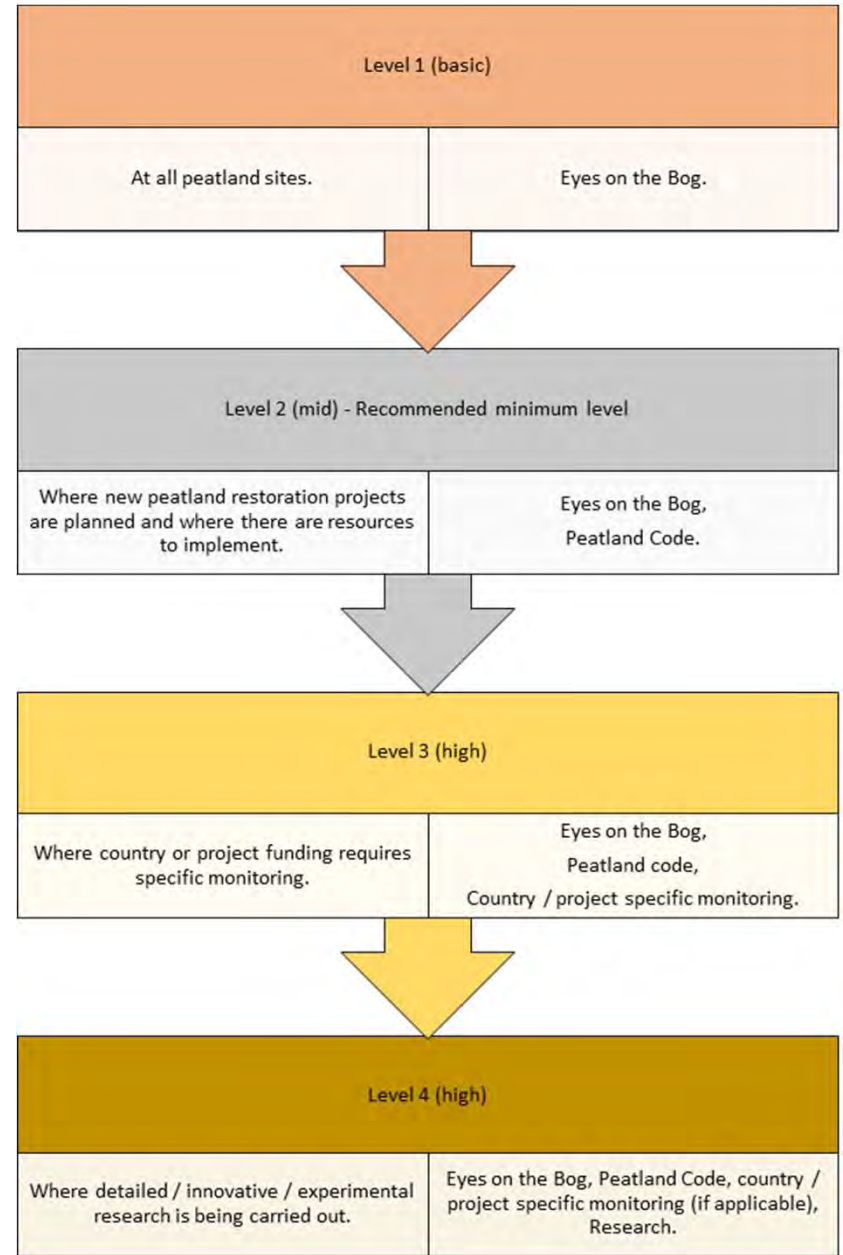 Level 1 (basic)
At all peatland sites.
Eyes on the Bog.
Level 2 (mid) - Recommended minimum level
Where new peatland restoration projects
are planned and where there are resources
to implement.
Eyes on the Bog,
Peatland Code.
Level 3 (high)
Where country or project funding requires
specific monitoring.
Eyes on the Bog,
Peatland code,
Country / project specific monitoring.
Level 4 (high)
Where detailed / innovative / experimental
research is being carried out.
Eyes on the Bog, Peatland Code, country /
project specific monitoring (if applicable),
Research.